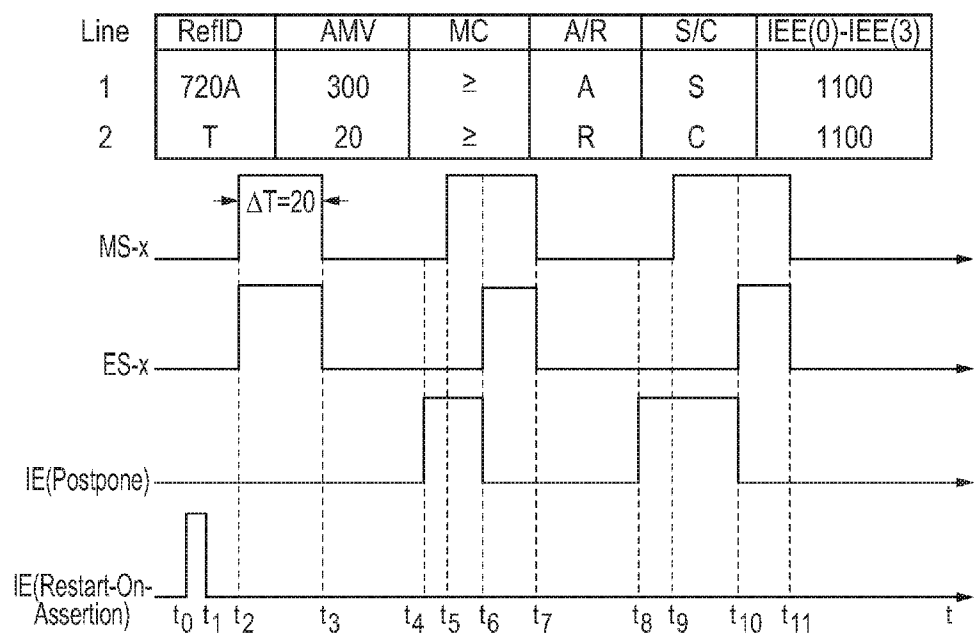 Line RefID AMV MC A/R S/C IEE(0)-IEE(3)
1 720A 300 ≥ A S 1100
2 T 20 ≥ R C 1100
ΔT=20
MS-x
ES-x
IE(Postpone)
IE(Restart-On-
Assertion)
t0 t1 t2 t3 t4 t5 t6 t7 t8 t9 t10 t11 t